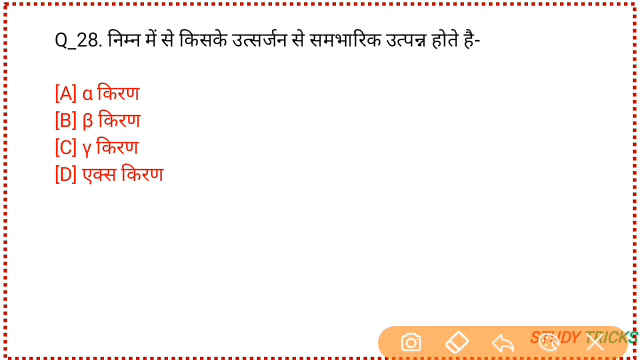 Q_28. निम्न में से किसके उत्सर्जन से समभारिक उत्पन्न होते है-
[A] α किरण
[B] β किरण
[C] γ किरण
[D] एक्स किरण
STUDY TRICKS